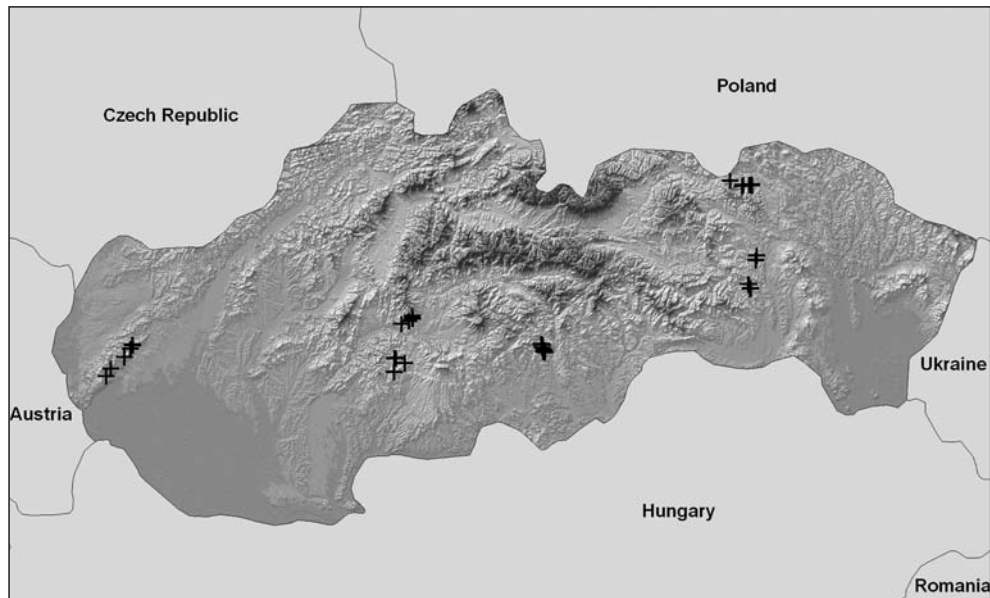 Poland
Czech Republic
Ukraine
Austria
Hungary
Romania